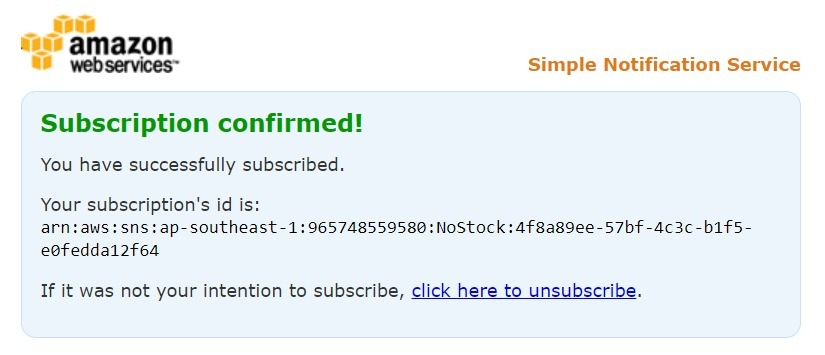 amazon
webservices™
Simple Notification Service
Subscription confirmed!
You have successfully subscribed.
Your subscription's id is:
arn:aws:sns:ap-southeast-1:965748559580:NoStock:4f8a89ee-57bf-4c3c-b1f5-
e0fedda12f64
If it was not your intention to subscribe, click here to unsubscribe.